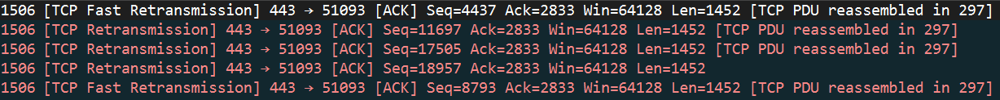 1506 [TCP Fast Retransmission] 443 → 51093 [ACK] Seq=4437 Ack=2833 Win=64128 Len=1452 [TCP PDU reassembled in 297]
1506 [TCP Retransmission] 443 → 51093 [ACK] Seq=11697 Ack=2833 Win=64128 Len=1452 [TCP PDU reassembled in 297]
1506 [TCP Retransmission] 443 → 51093 [ACK] Seq=17505 Ack=2833 Win=64128 Len=1452 [TCP PDU reassembled in 297]
1506 [TCP Retransmission] 443 → 51093 [ACK] Seq=18957 Ack=2833 Win=64128 Len=1452
1506 [TCP Fast Retransmission] 443 → 51093 [ACK] Seq=8793 Ack=2833 Win=64128 Len=1452 [TCP PDU reassembled in 297]